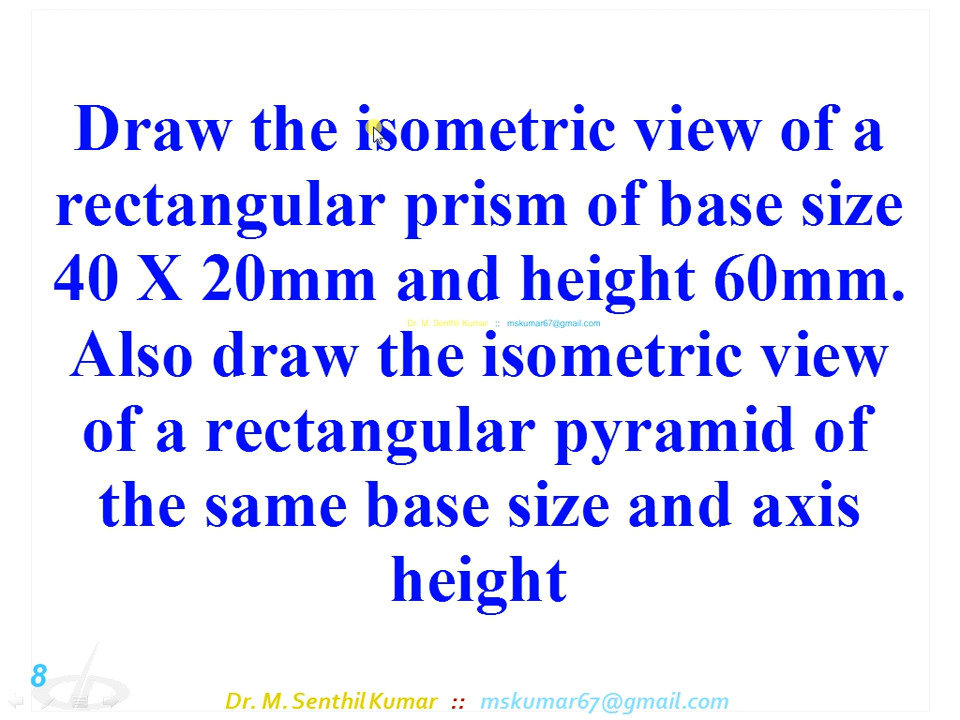 Draw the isometric view of a
rectangular prism of base size
40 X 20mm and height 60mm.
Dr. M. Senthil Kumar :: mskumar67@gmail.com
Also draw the isometric view
of a rectangular pyramid of
the same base size and axis
height
8
Dr. M. Senthil Kumar :: mskumar67@gmail.com